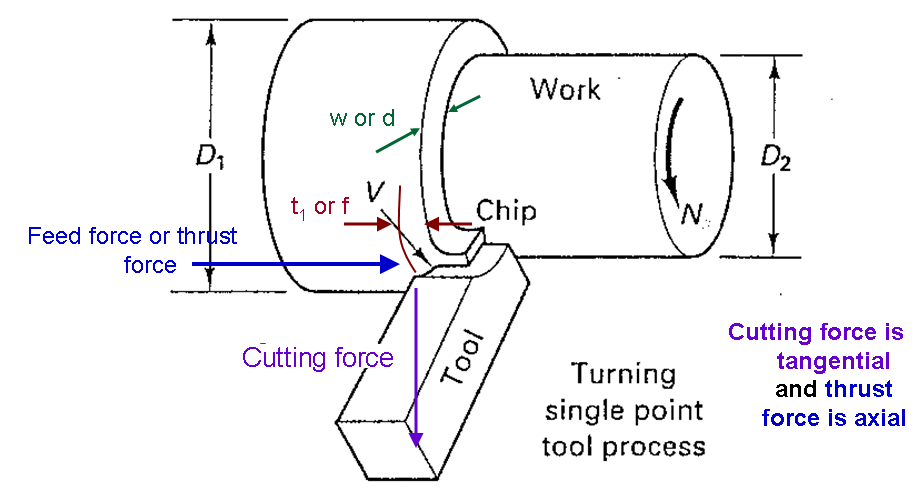 Work
w or d
D₁
D₂
V
t₁ or f
Chip
N
Feed force or thrust
force
Cutting force
Tool
Turning
single point
tool process
Cutting force is
tangential
and thrust
force is axial